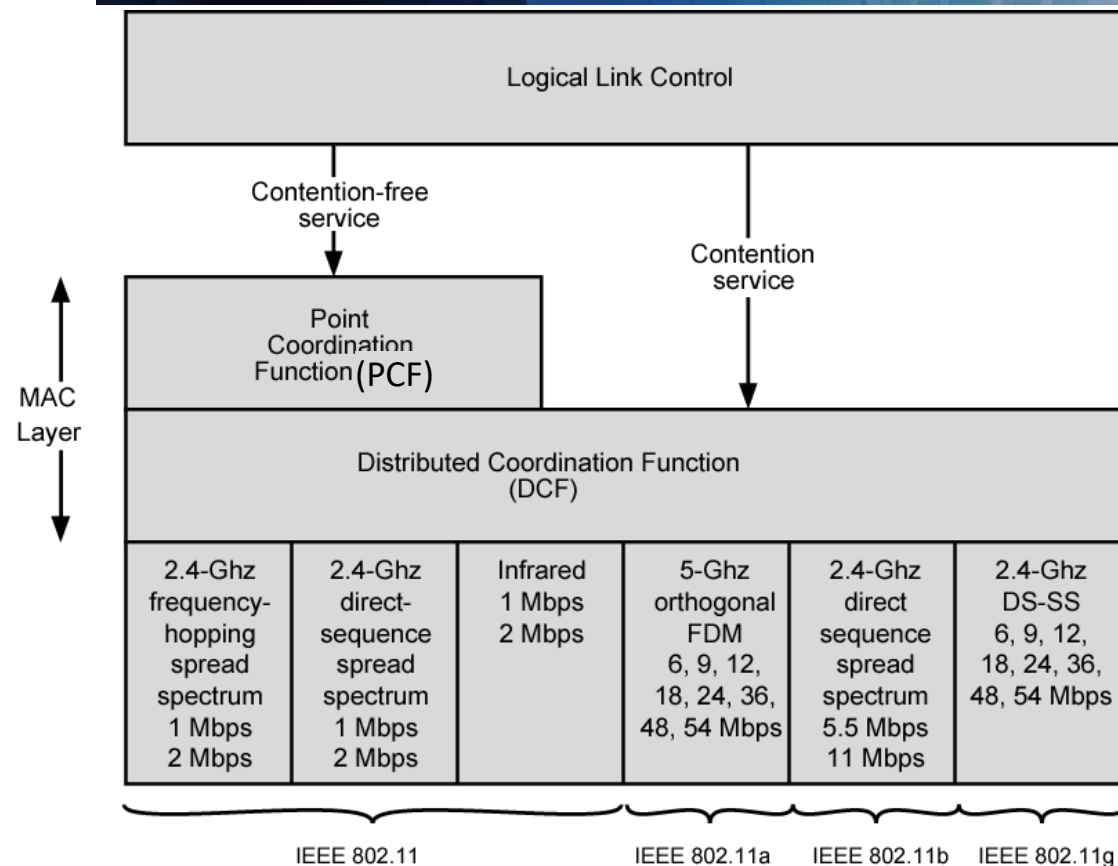 Logical Link Control
Contention-free
service
Contention
service
MAC
Layer
Point
Coordination
Function (PCF)
Distributed Coordination Function
(DCF)
2.4-Ghz
frequency-
hopping
spread
spectrum
1 Mbps
2 Mbps
2.4-Ghz
direct-
sequence
spread
spectrum
1 Mbps
2 Mbps
Infrared
1 Mbps
2 Mbps
5-Ghz
orthogonal
FDM
6, 9, 12,
18, 24, 36,
48, 54 Mbps
2.4-Ghz
direct
sequence
spread
spectrum
5.5 Mbps
11 Mbps
2.4-Ghz
DS-SS
6, 9, 12,
18, 24, 36,
48, 54 Mbps
IEEE 802.11
IEEE 802.11a
IEEE 802.11b
IEEE 802.11g